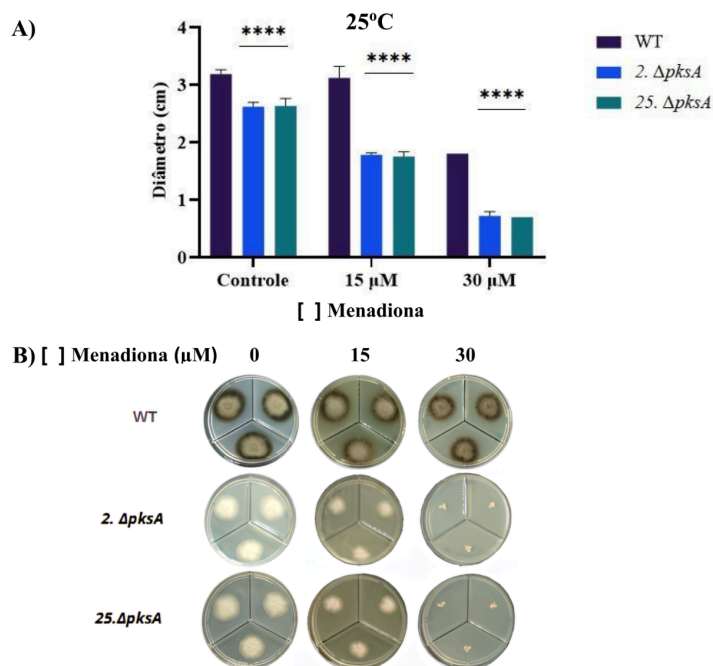 A)
25ºC
Diâmetro (cm)
4
3
2
1
0
****
****
****
Controle
15 µM
30 µM
[ ] Menadiona
WT
2. ΔpksA
25. ΔpksA
B) [ ] Menadiona (µM) 0 15 30
WT
2. ΔpksA
25.ΔpksA